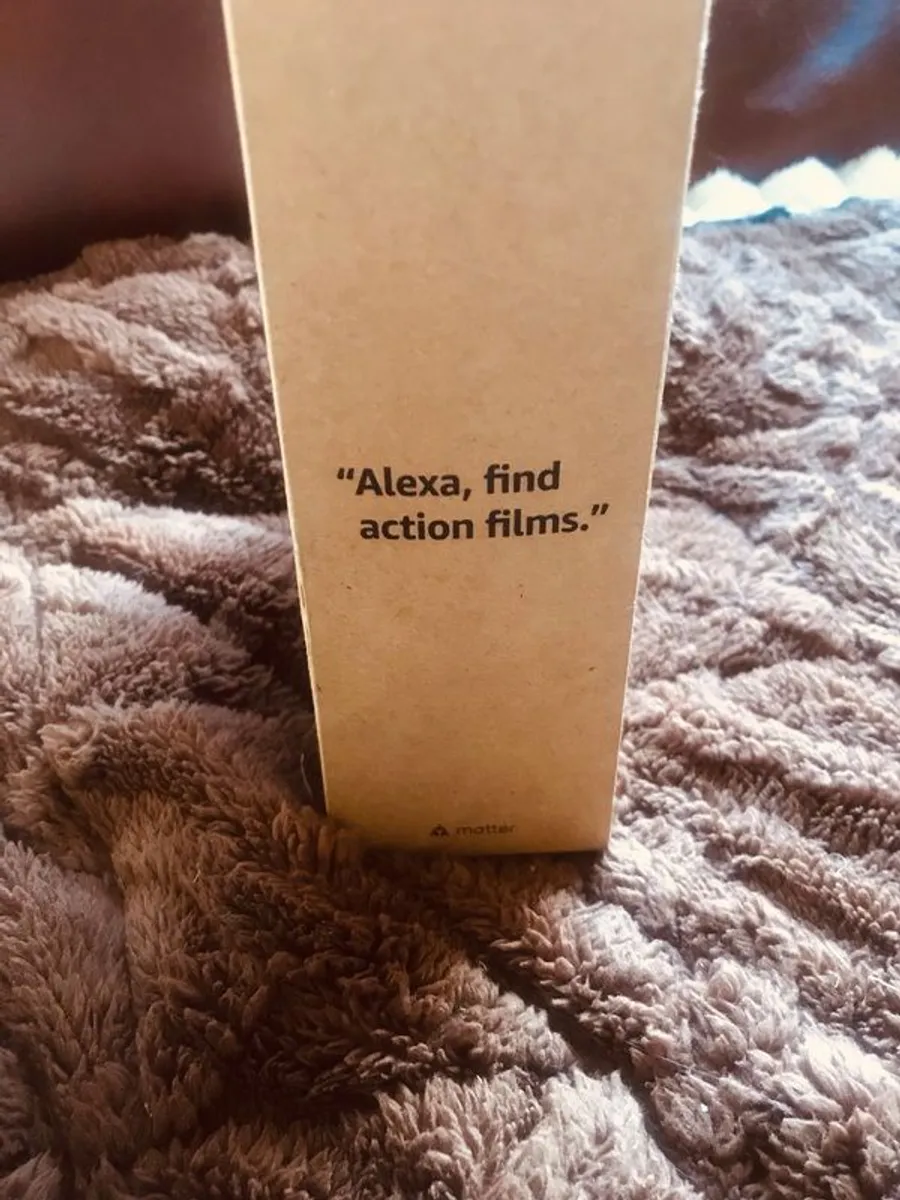 “Alexa, find
action films.”
matter